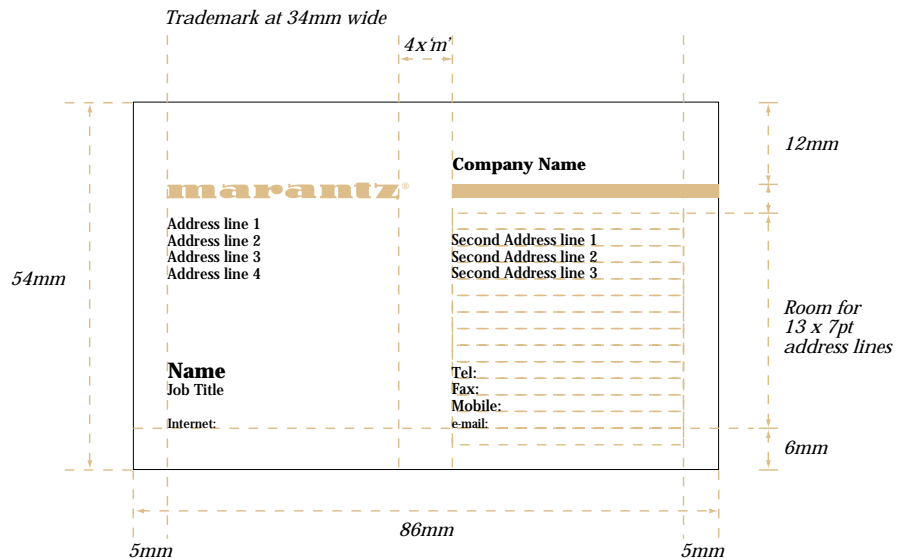 Trademark at 34mm wide
4x‘m’
12mm
Company Name
marantz®
Address line 1
Address line 2
Address line 3
Address line 4
Second Address line 1
Second Address line 2
Second Address line 3
54mm
Room for
13 x 7pt
address lines
Name
Job Title
Internet:
Tel:
Fax:
Mobile:
e-mail:
6mm
86mm
5mm
5mm